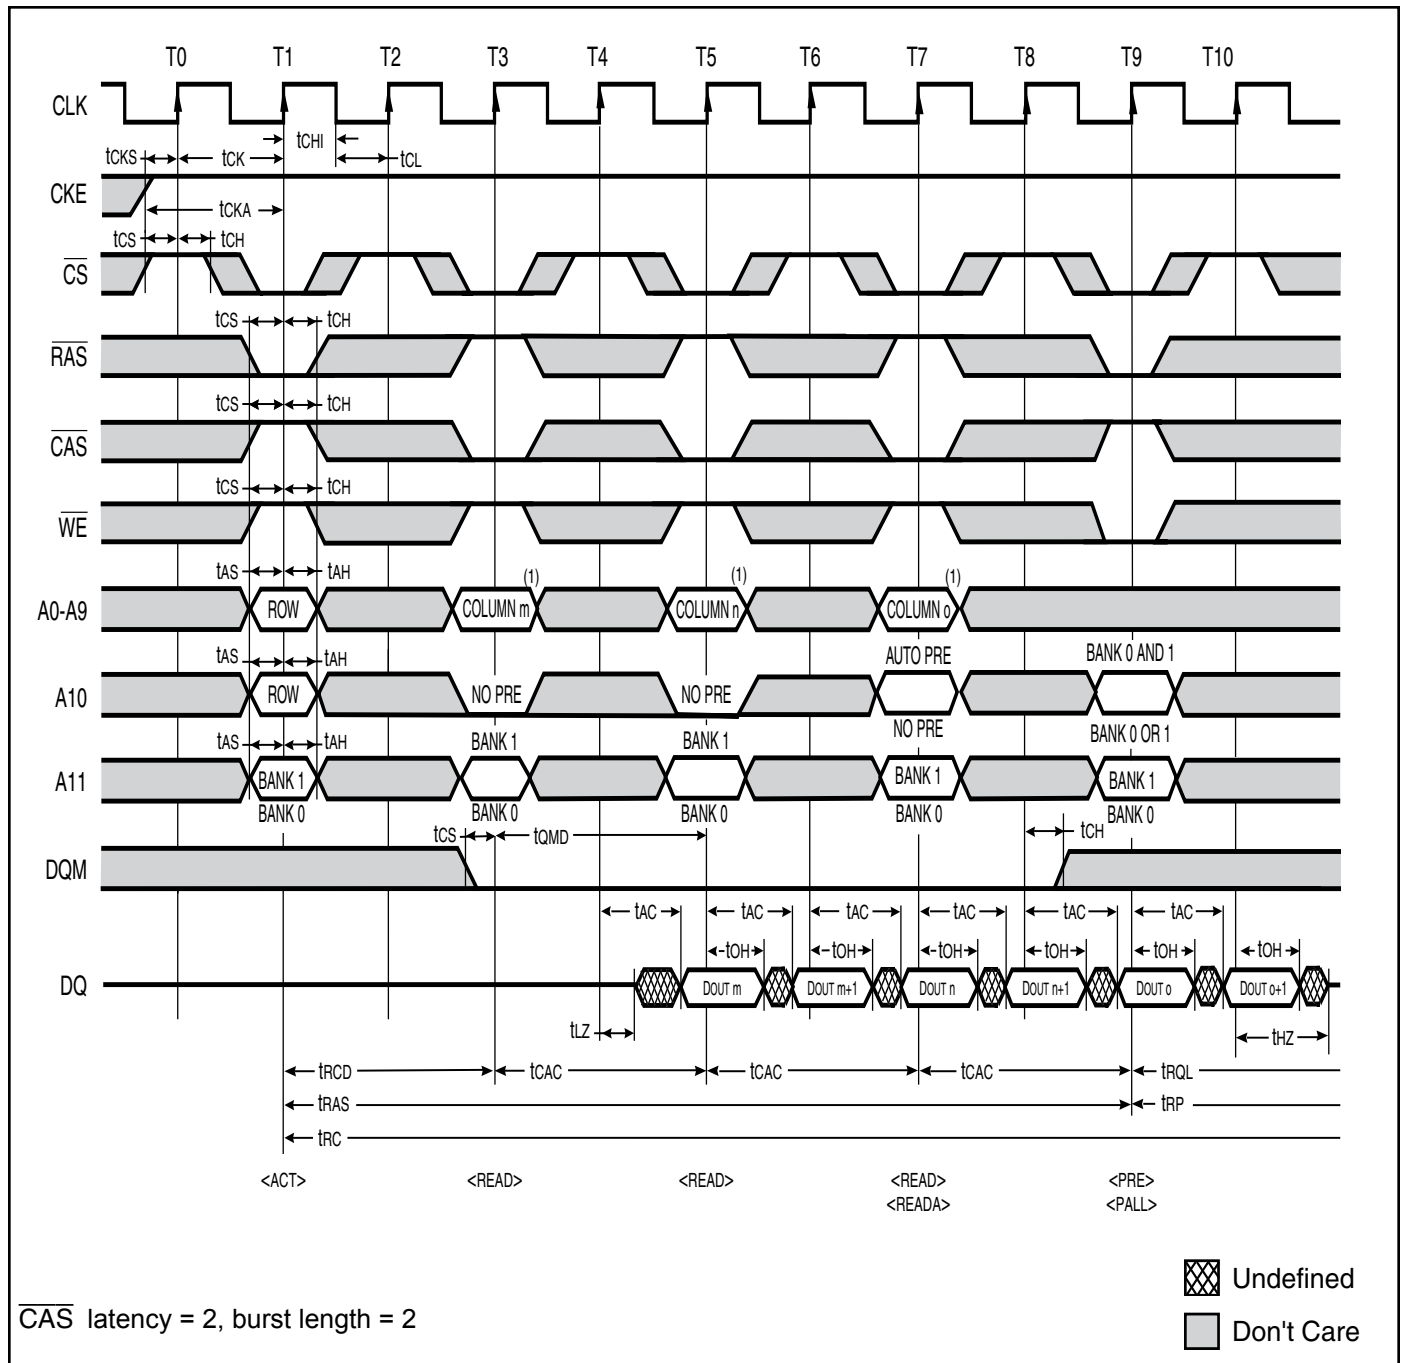 T0 T1 T2 T3 T4 T5 T6 T7 T8 T9 T10
CLK
tCHI
tCKS tCK tCL
CKE
tCKA
tCS tCH
CS
tCS tCH
RAS
tCS tCH
CAS
tCS tCH
WE
tAS tAH (1) (1) (1)
A0-A9 ROW COLUMN m COLUMN n COLUMN o
tAS tAH AUTO PRE BANK 0 AND 1
A10 ROW NO PRE NO PRE
NO PRE BANK 0 OR 1
tAS tAH BANK 1 BANK 1
A11 BANK 1 BANK 1 BANK 1
BANK 0 BANK 0 BANK 0 BANK 0 BANK 0
tCS tQMD tCH
DQM
tAC tAC tAC tAC tAC tAC
tOH tOH tOH tOH tOH tOH
DQ DOUT m DOUT m+1 DOUT n DOUT n+1 DOUT o DOUT o+1
tLZ tHZ
tRCD tCAC tCAC tCAC tRQL
tRAS tRP
tRC
<ACT> <READ> <READ> <READ> <PRE>
<READA> <PALL>
Undefined
CAS latency = 2, burst length = 2
Don't Care